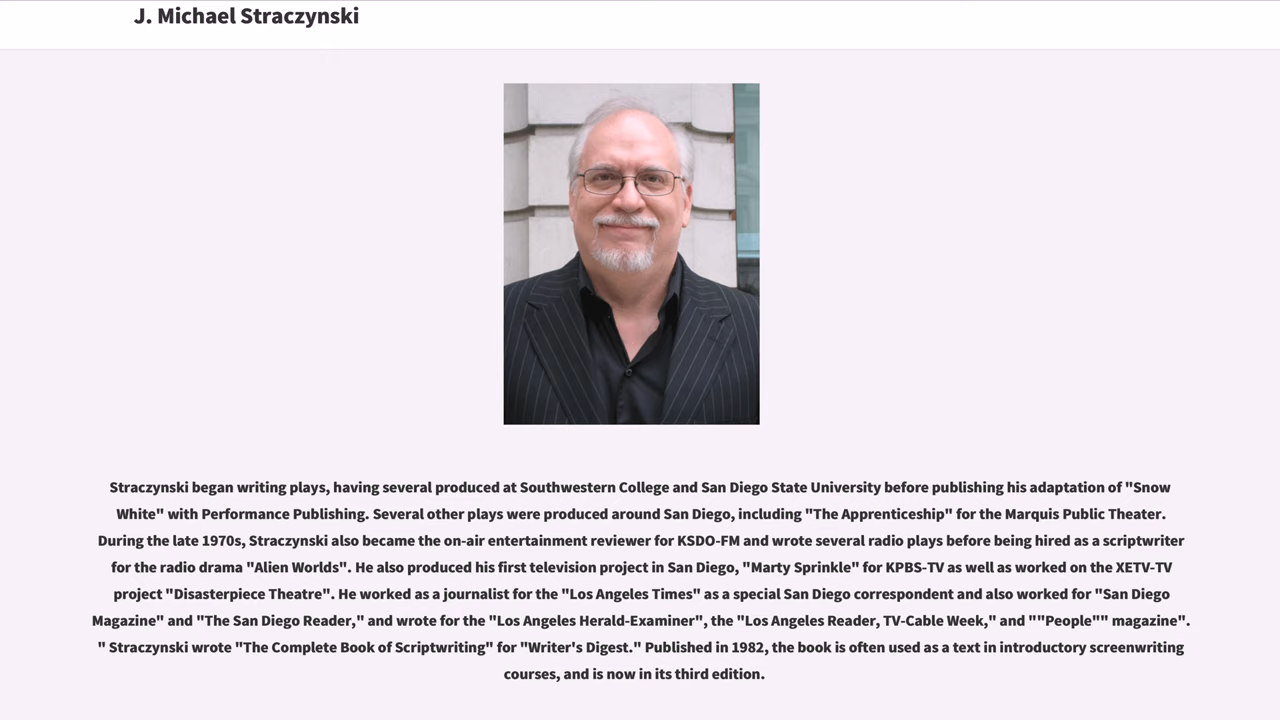 J. Michael Straczynski
Straczynski began writing plays, having several produced at Southwestern College and San Diego State University before publishing his adaptation of "Snow
White" with Performance Publishing. Several other plays were produced around San Diego, including "The Apprenticeship" for the Marquis Public Theater.
During the late 1970s, Straczynski also became the on-air entertainment reviewer for KSDO-FM and wrote several radio plays before being hired as a scriptwriter
for the radio drama "Alien Worlds". He also produced his first television project in San Diego, "Marty Sprinkle" for KPBS-TV as well as worked on the XETV-TV
project "Disasterpiece Theatre". He worked as a journalist for the "Los Angeles Times" as a special San Diego correspondent and also worked for "San Diego
Magazine" and "The San Diego Reader," and wrote for the "Los Angeles Herald-Examiner", the "Los Angeles Reader, TV-Cable Week," and ""People"" magazine".
" Straczynski wrote "The Complete Book of Scriptwriting" for "Writer's Digest." Published in 1982, the book is often used as a text in introductory screenwriting
courses, and is now in its third edition.